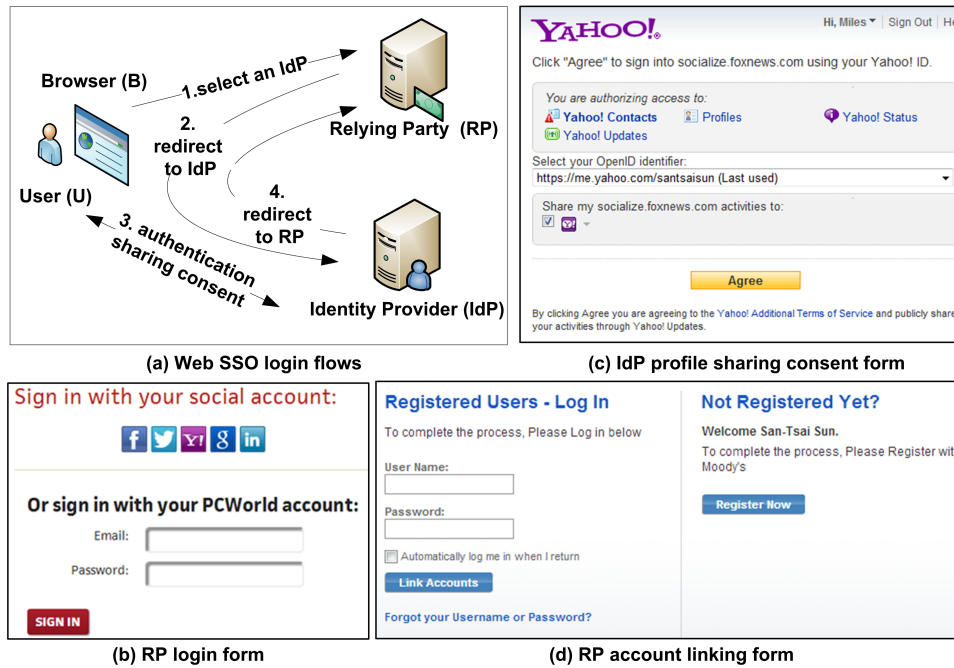 Browser (B)
User (U)
1.select an IdP
2.
redirect
to IdP
Relying Party (RP)
4.
redirect
to RP
3. authentication
sharing consent
Identity Provider (IdP)
(a) Web SSO login flows
YAHOO!
Hi, Miles Sign Out He
Click "Agree" to sign into socialize.foxnews.com using your Yahoo! ID.
You are authorizing access to:
Yahoo! Contacts Profiles Yahoo! Status
Yahoo! Updates
Select your OpenID identifier:
https://me.yahoo.com/santsaisun (Last used)
Share my socialize.foxnews.com activities to:
Y!
Agree
By clicking Agree you are agreeing to the Yahoo! Additional Terms of Service and publicly share
your activities through Yahoo! Updates.
(c) IdP profile sharing consent form
Sign in with your social account:
f Y! 8 in
Or sign in with your PCWorld account:
Email:
Password:
SIGN IN
(b) RP login form
Registered Users - Log In
To complete the process, Please Log in below
User Name:
Password:
Automatically log me in when I return
Link Accounts
Forgot your Username or Password?
Not Registered Yet?
Welcome San-Tsai Sun.
To complete the process, Please Register wit
Moody's
Register Now
(d) RP account linking form